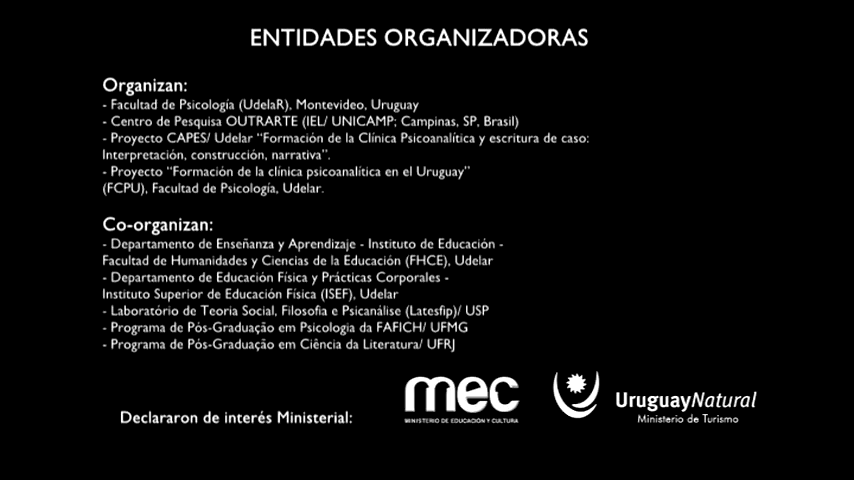 ENTIDADES ORGANIZADORAS
Organizan:
- Facultad de Psicología (UdelaR), Montevideo, Uruguay
- Centro de Pesquisa OUTRARTE (IEL/ UNICAMP; Campinas, SP, Brasil)
- Proyecto CAPES/ Udelar “Formación de la Clínica Psicoanalítica y escritura de caso:
Interpretación, construcción, narrativa”.
- Proyecto “Formación de la clínica psicoanalítica en el Uruguay”
(FCPU), Facultad de Psicología, Udelar.
Co-organizan:
- Departamento de Enseñanza y Aprendizaje - Instituto de Educación -
Facultad de Humanidades y Ciencias de la Educación (FHCE), Udelar
- Departamento de Educación Física y Prácticas Corporales -
Instituto Superior de Educación Física (ISEF), Udelar
- Laboratório de Teoria Social, Filosofia e Psicanálise (Latesfip)/ USP
- Programa de Pós-Graduação em Psicologia da FAFICH/ UFMG
- Programa de Pós-Graduação em Ciência da Literatura/ UFRJ
Declararon de interés Ministerial:
mec
MINISTERIO DE EDUCACIÓN Y CULTURA
UruguayNatural
Ministerio de Turismo